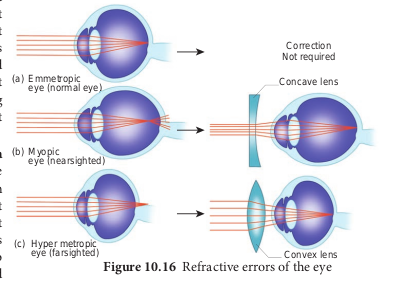 Correction
Not required
(a) Emmetropic
eye (normal eye)
Concave lens
(b) Myopic
eye (nearsighted)
(c) Hyper metropic
eye (farsighted)
Convex lens
Figure 10.16 Refractive errors of the eye